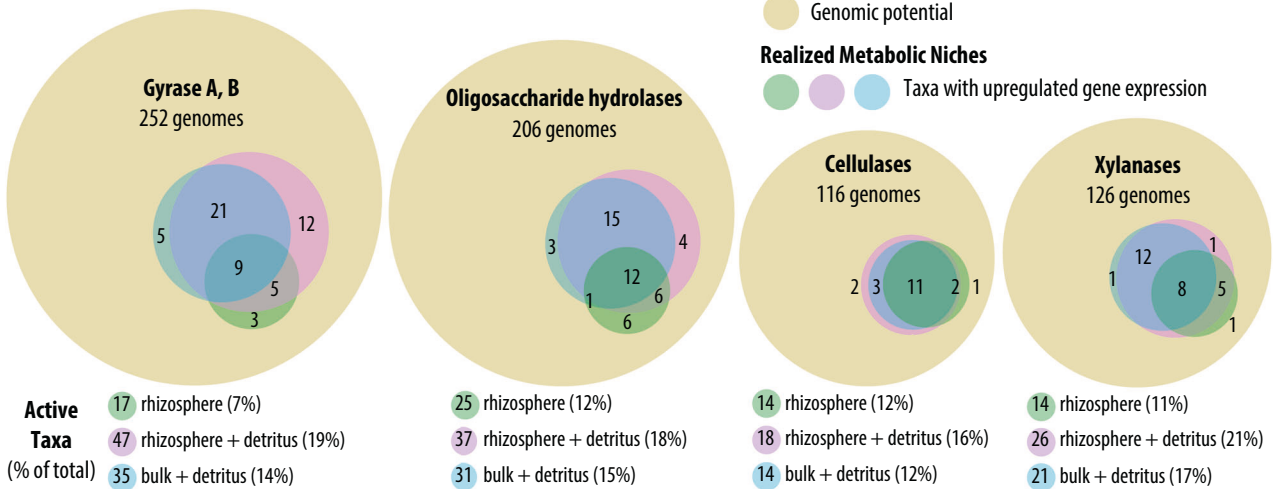 Genomic potential
Realized Metabolic Niches
Taxa with upregulated gene expression
Gyrase A, B
252 genomes
21
12
5
9
5
3
Oligosaccharide hydrolases
206 genomes
15
4
3
12
1
6
6
Cellulases
116 genomes
2
3
11
2
1
Xylanases
126 genomes
12
1
1
8
5
1
Active
Taxa
(% of total)
17 rhizosphere (7%)
47 rhizosphere + detritus (19%)
35 bulk + detritus (14%)
25 rhizosphere (12%)
37 rhizosphere + detritus (18%)
31 bulk + detritus (15%)
14 rhizosphere (12%)
18 rhizosphere + detritus (16%)
14 bulk + detritus (12%)
14 rhizosphere (11%)
26 rhizosphere + detritus (21%)
21 bulk + detritus (17%)